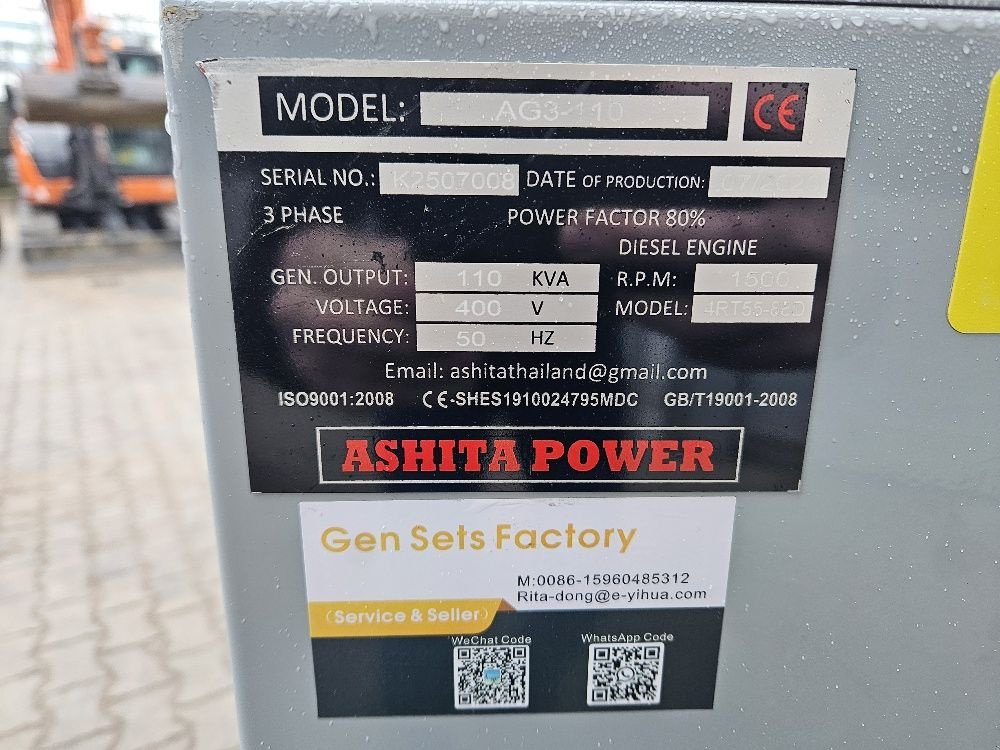 MODEL: AG3-110 CE
SERIAL NO.: K2507008 DATE OF PRODUCTION:
3 PHASE POWER FACTOR 80%
DIESEL ENGINE
GEN. OUTPUT: 110 KVA R.P.M: 1500
VOLTAGE: 400 V MODEL:
FREQUENCY: 50 HZ
Email: ashitathailand@gmail.com
ISO9001:2008 CE-SHES1910024795MDC GB/T19001-2008
ASHITA POWER
Gen Sets Factory
M:0086-15960485312
Rita-dong@e-yihua.com
(Service & Seller)
WeChat Code WhatsApp Code